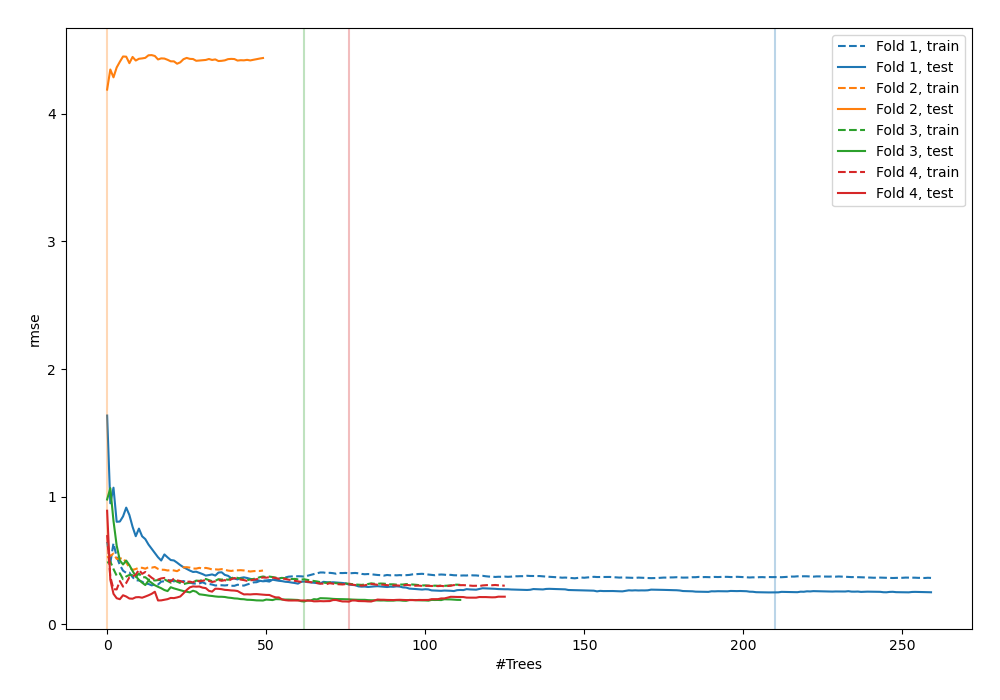 Fold 1, train
Fold 1, test
Fold 2, train
Fold 2, test
Fold 3, train
Fold 3, test
Fold 4, train
Fold 4, test
4
3
2
1
0
rmse
0 50 100 150 200 250
#Trees